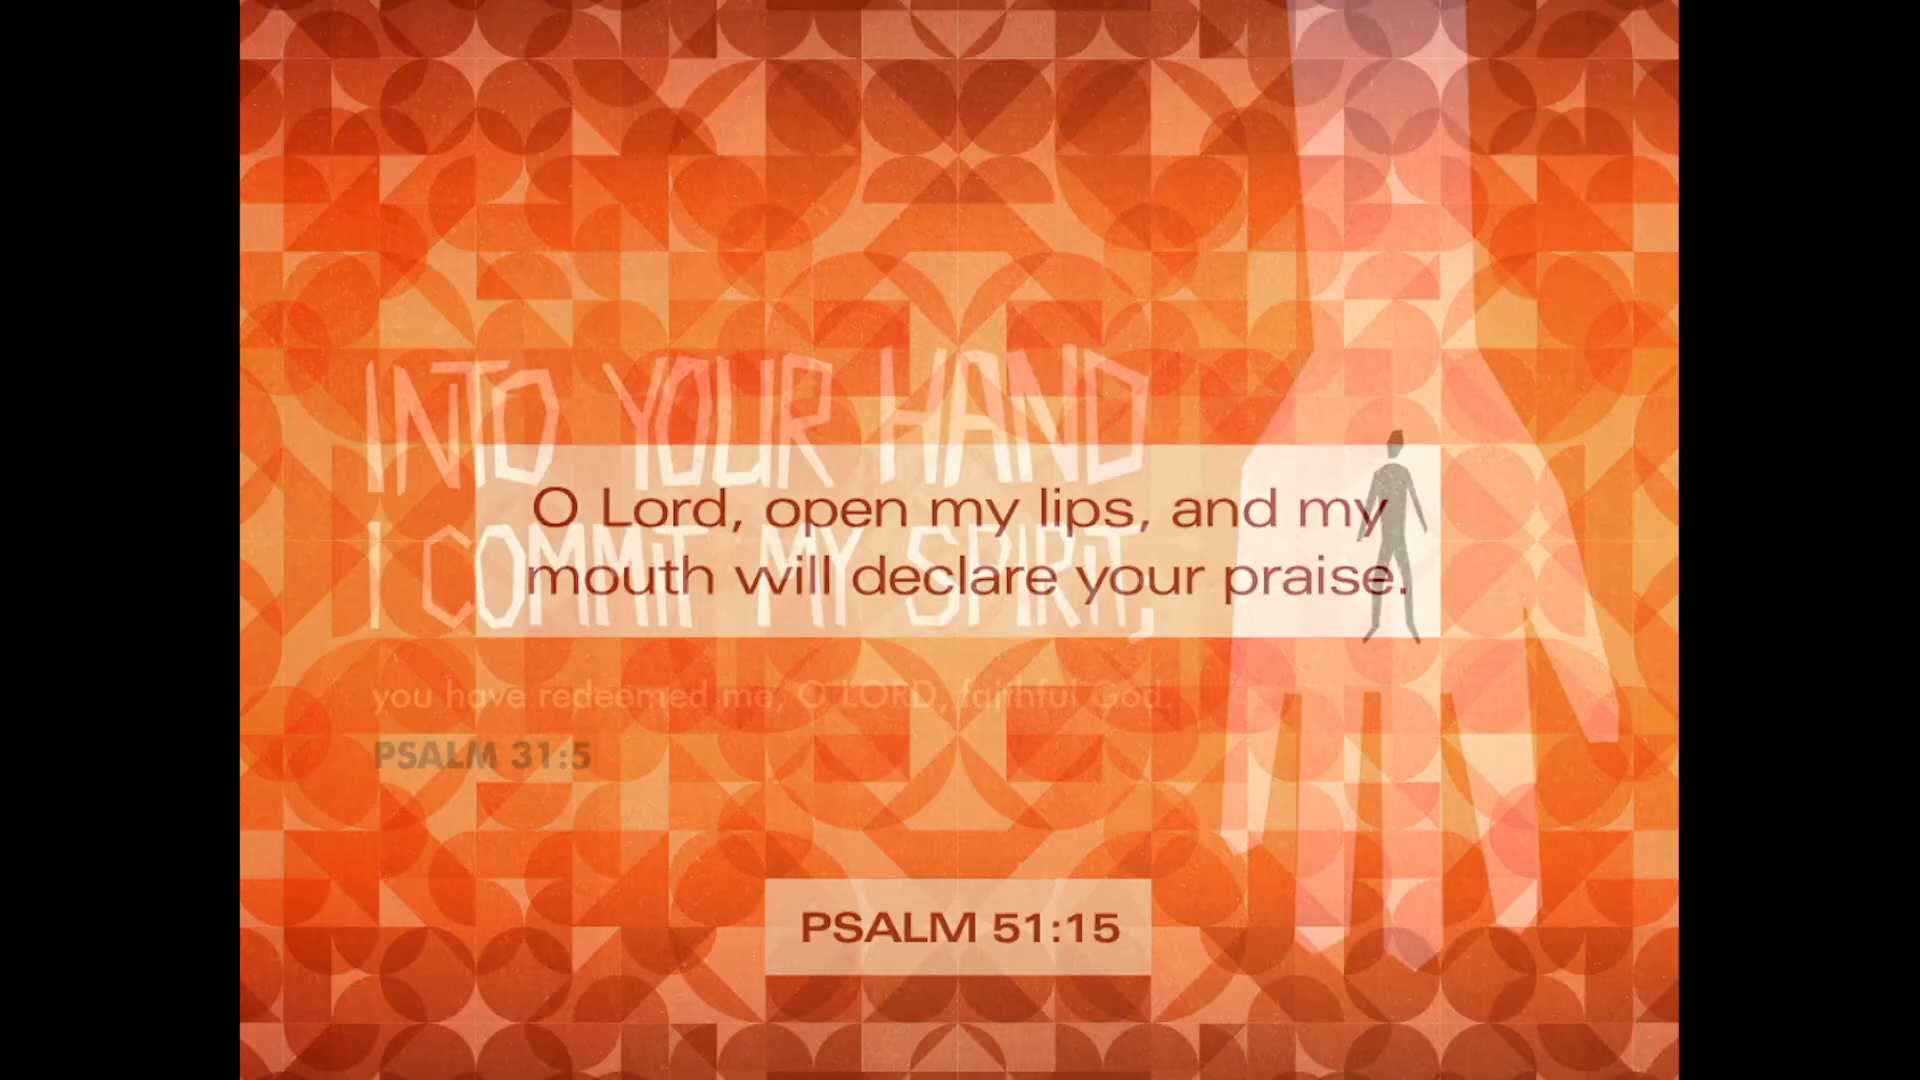 INTO YOUR HAND
I COMMIT MY SPIRIT,
you have redeemed me, O LORD, faithful God.
PSALM 31:5
O Lord, open my lips, and my
mouth will declare your praise.
PSALM 51:15